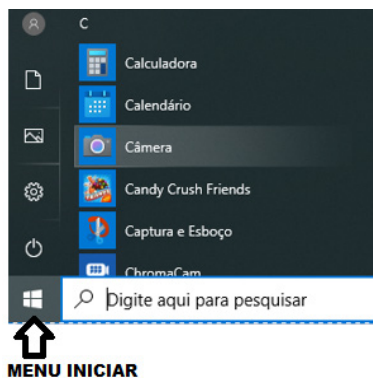 C
Calculadora
Calendário
Câmera
Candy Crush Friends
Captura e Esboço
ChromaCam
Digite aqui para pesquisar
MENU INICIAR